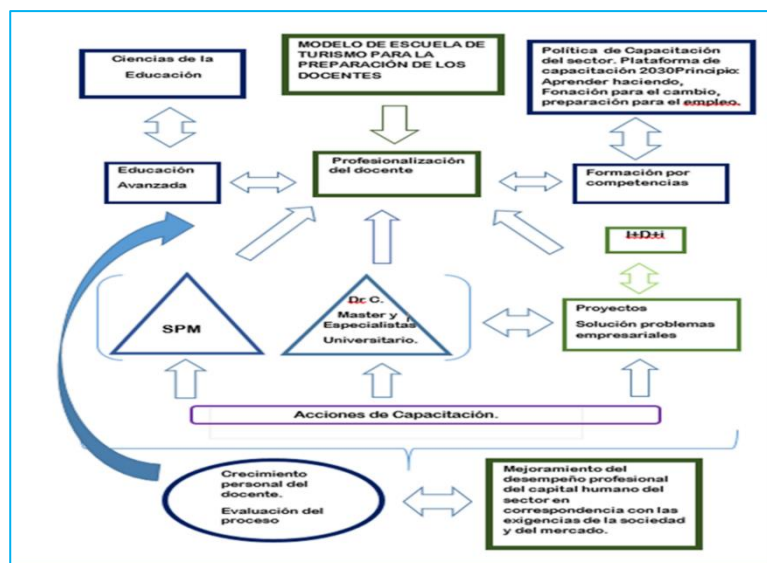 Ciencias de la
Educación
MODELO DE ESCUELA DE
TURISMO PARA LA
PREPARACIÓN DE LOS
DOCENTES
Política de Capacitación
del sector. Plataforma de
capacitación 2030Principio:
Aprender haciendo,
Fonación para el cambio,
preparación para el empleo.
Educación
Avanzada
Profesionalización
del docente
Formación por
competencias
I+D+i
SPM
Dr C.
Master y
Especialistas
Universitario.
Proyectos
Solución problemas
empresariales
Acciones de Capacitación.
Crecimiento
personal del
docente.
Evaluación del
proceso
Mejoramiento del
desempeño profesional
del capital humano del
sector en
correspondencia con las
exigencias de la sociedad
y del mercado.